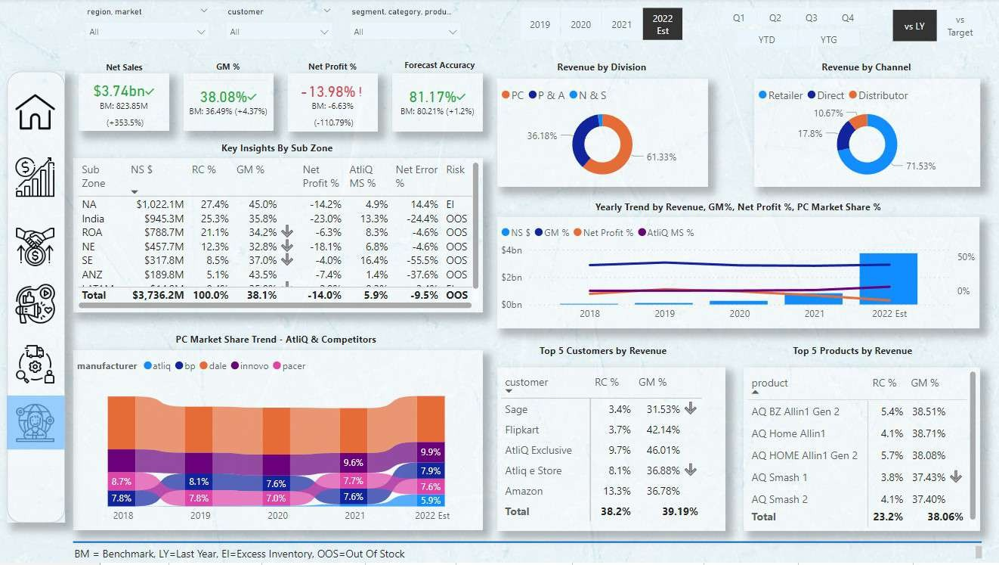 region, market
customer
segment, category, produ...
All
All
All
2019
2020
2021
2022
Est
Q1
Q2
Q3
Q4
YTD
YTG
vs LY
vs
Target
Net Sales
$3.74bn
BM: 823.85M
(+353.5%)
GM %
38.08%
BM: 36.49% (+4.37%)
Net Profit %
-13.98% !
BM: -6.63%
(-110.79%)
Forecast Accuracy
81.17%
BM: 80.21% (+1.2%)
Revenue by Division
PC P & A N & S
36.18%
61.33%
Revenue by Channel
Retailer Direct Distributor
10.67%
17.8%
71.53%
Key Insights By Sub Zone
Sub Zone NS $ RC % GM % Net Profit % AtliQ MS % Net Error % Risk
NA $1,022.1M 27.4% 45.0% -14.2% 4.9% 14.4% EI
India $945.3M 25.3% 35.8% -23.0% 13.3% -24.4% OOS
ROA $788.7M 21.1% 34.2% -6.3% 8.3% -4.6% OOS
NE $457.7M 12.3% 32.8% -18.1% 6.8% -4.6% OOS
SE $317.8M 8.5% 37.0% -4.0% 16.4% -55.5% OOS
ANZ $189.8M 5.1% 43.5% -7.4% 1.4% -37.6% OOS
Total $3,736.2M 100.0% 38.1% -14.0% 5.9% -9.5% OOS
Yearly Trend by Revenue, GM%, Net Profit %, PC Market Share %
NS $ GM % Net Profit % AtliQ MS %
$4bn
$2bn
$0bn
50%
0%
2018 2019 2020 2021 2022 Est
PC Market Share Trend - AtliQ & Competitors
manufacturer atliq bp dale innovo pacer
8.7%
7.8%
8.1%
7.8%
7.6%
7.0%
9.6%
7.7%
7.6%
9.9%
7.9%
7.6%
5.9%
2018 2019 2020 2021 2022 Est
Top 5 Customers by Revenue
customer RC % GM %
Sage 3.4% 31.53%
Flipkart 3.7% 42.14%
AtliQ Exclusive 9.7% 46.01%
Atliq e Store 8.1% 36.88%
Amazon 13.3% 36.78%
Total 38.2% 39.19%
Top 5 Products by Revenue
product RC % GM %
AQ BZ Allin1 Gen 2 5.4% 38.51%
AQ Home Allin1 4.1% 38.71%
AQ HOME Allin1 Gen 2 5.7% 38.08%
AQ Smash 1 3.8% 37.43%
AQ Smash 2 4.1% 37.40%
Total 23.2% 38.06%
BM = Benchmark, LY=Last Year, EI=Excess Inventory, OOS=Out Of Stock